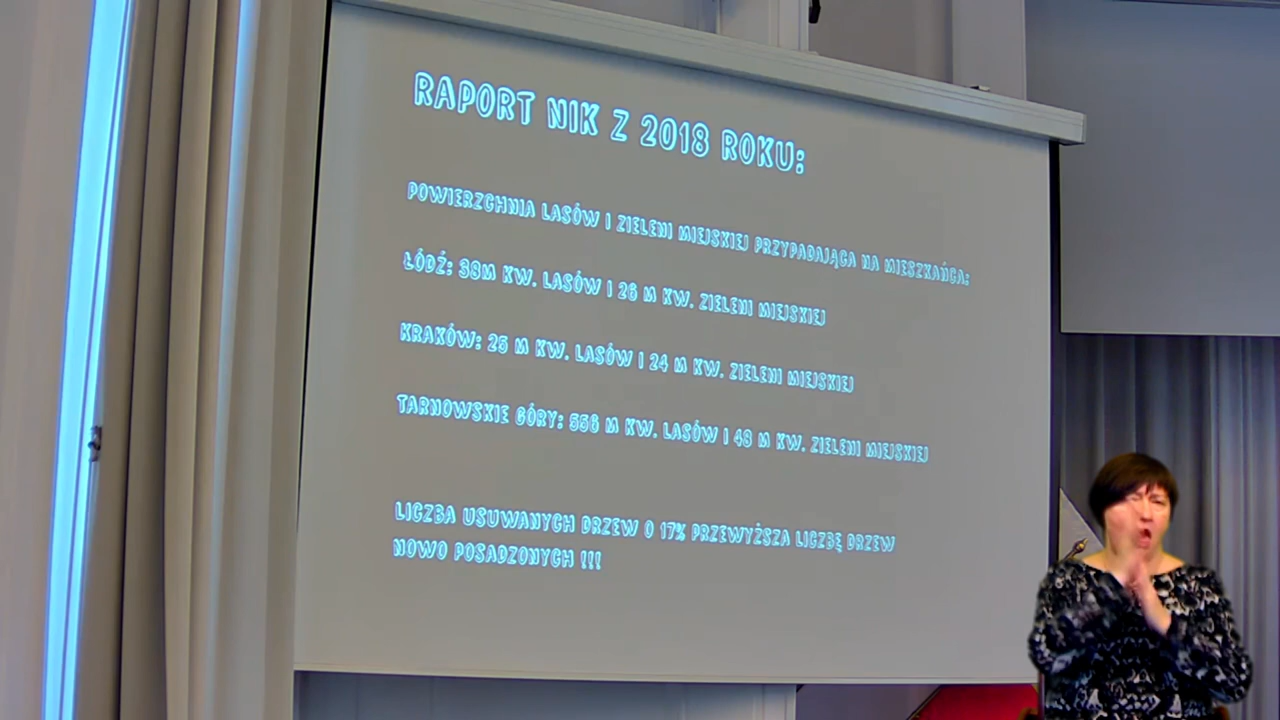 RAPORT NIK Z 2018 ROKU:
POWIERZCHNIA LASÓW I ZIELENI MIEJSKIEJ PRZYPADAJĄCA NA MIESZKAŃCA:
ŁÓDŹ: 38M KW. LASÓW I 26 M KW. ZIELENI MIEJSKIEJ
KRAKÓW: 25 M KW. LASÓW I 24 M KW. ZIELENI MIEJSKIEJ
TARNOWSKIE GÓRY: 556 M KW. LASÓW I 48 M KW. ZIELENI MIEJSKIEJ
LICZBA USUWANYCH DRZEW O 17% PRZEWYŻSZA LICZBĘ DRZEW
NOWO POSADZONYCH !!!